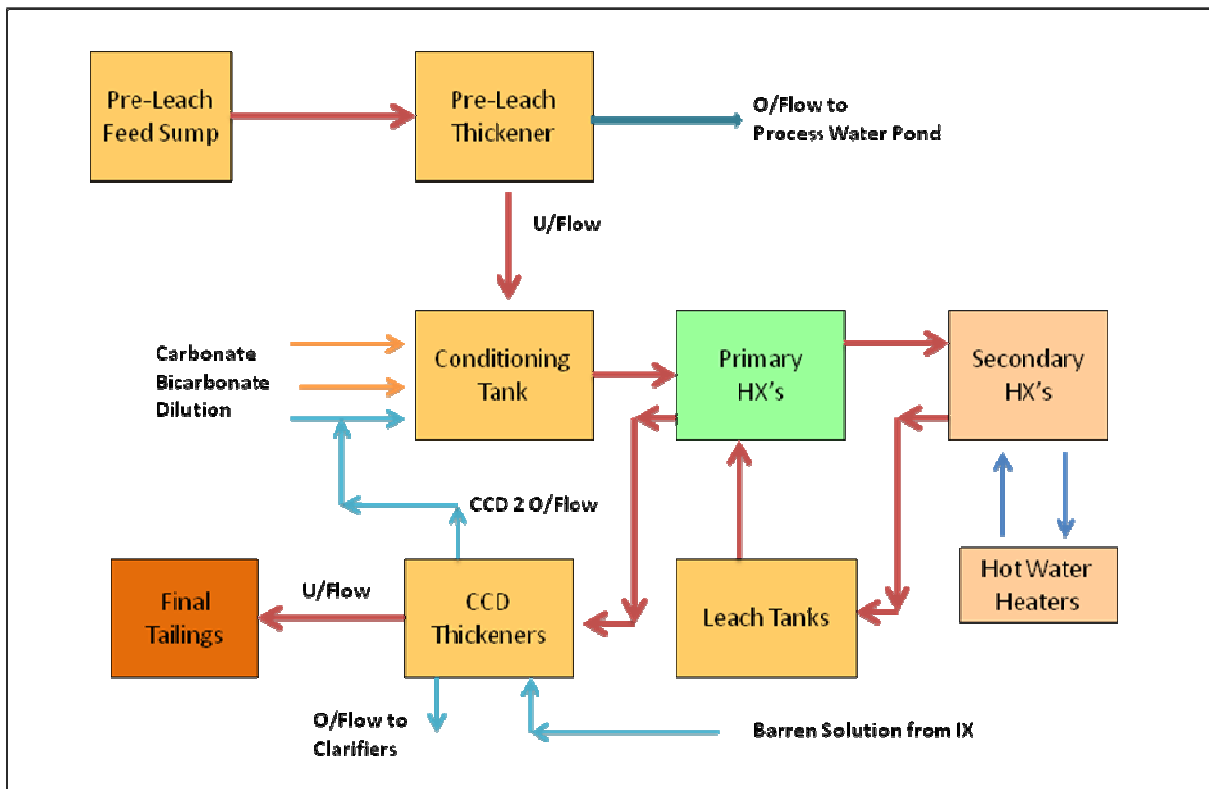 Pre-Leach
Feed Sump
Pre-Leach
Thickener
O/Flow to
Process Water Pond
U/Flow
Carbonate
Bicarbonate
Dilution
Conditioning
Tank
Primary
HX's
Secondary
HX's
CCD 2 O/Flow
Final
Tailings
U/Flow
CCD
Thickeners
Leach Tanks
Hot Water
Heaters
O/Flow to
Clarifiers
Barren Solution from IX